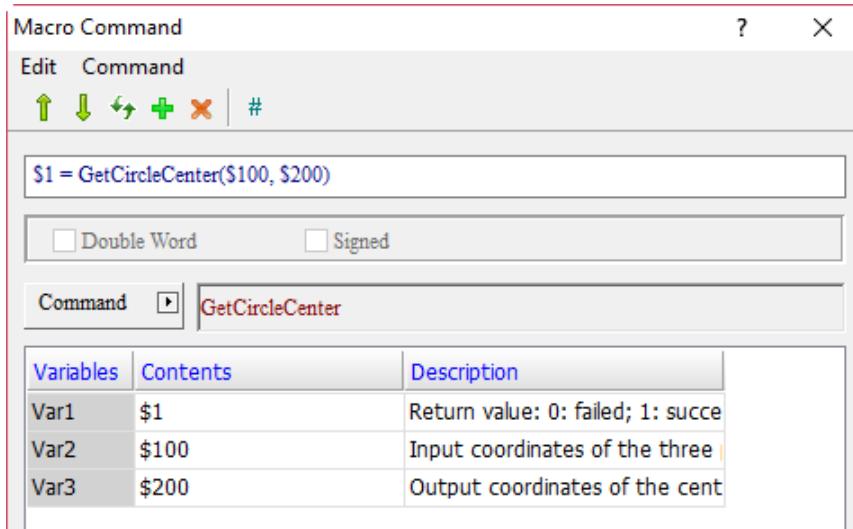 Macro Command ?
Edit Command
#
$1 = GetCircleCenter($100, $200)
Double Word Signed
Command GetCircleCenter
Variables Contents Description
Var1 $1 Return value: 0: failed; 1: succe
Var2 $100 Input coordinates of the three
Var3 $200 Output coordinates of the cent